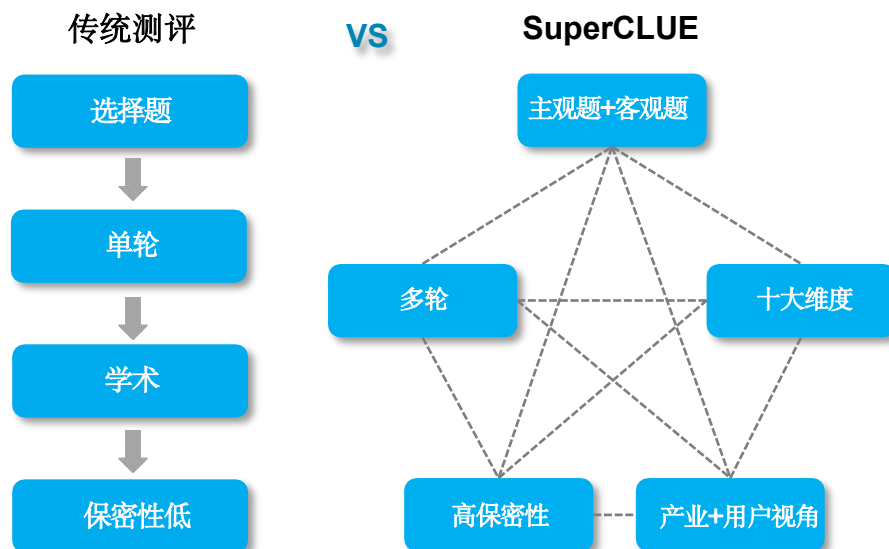 传统测评
VS
SuperCLUE
选择题
单轮
学术
保密性低
主观题+客观题
多轮
十大维度
高保密性
产业+用户视角